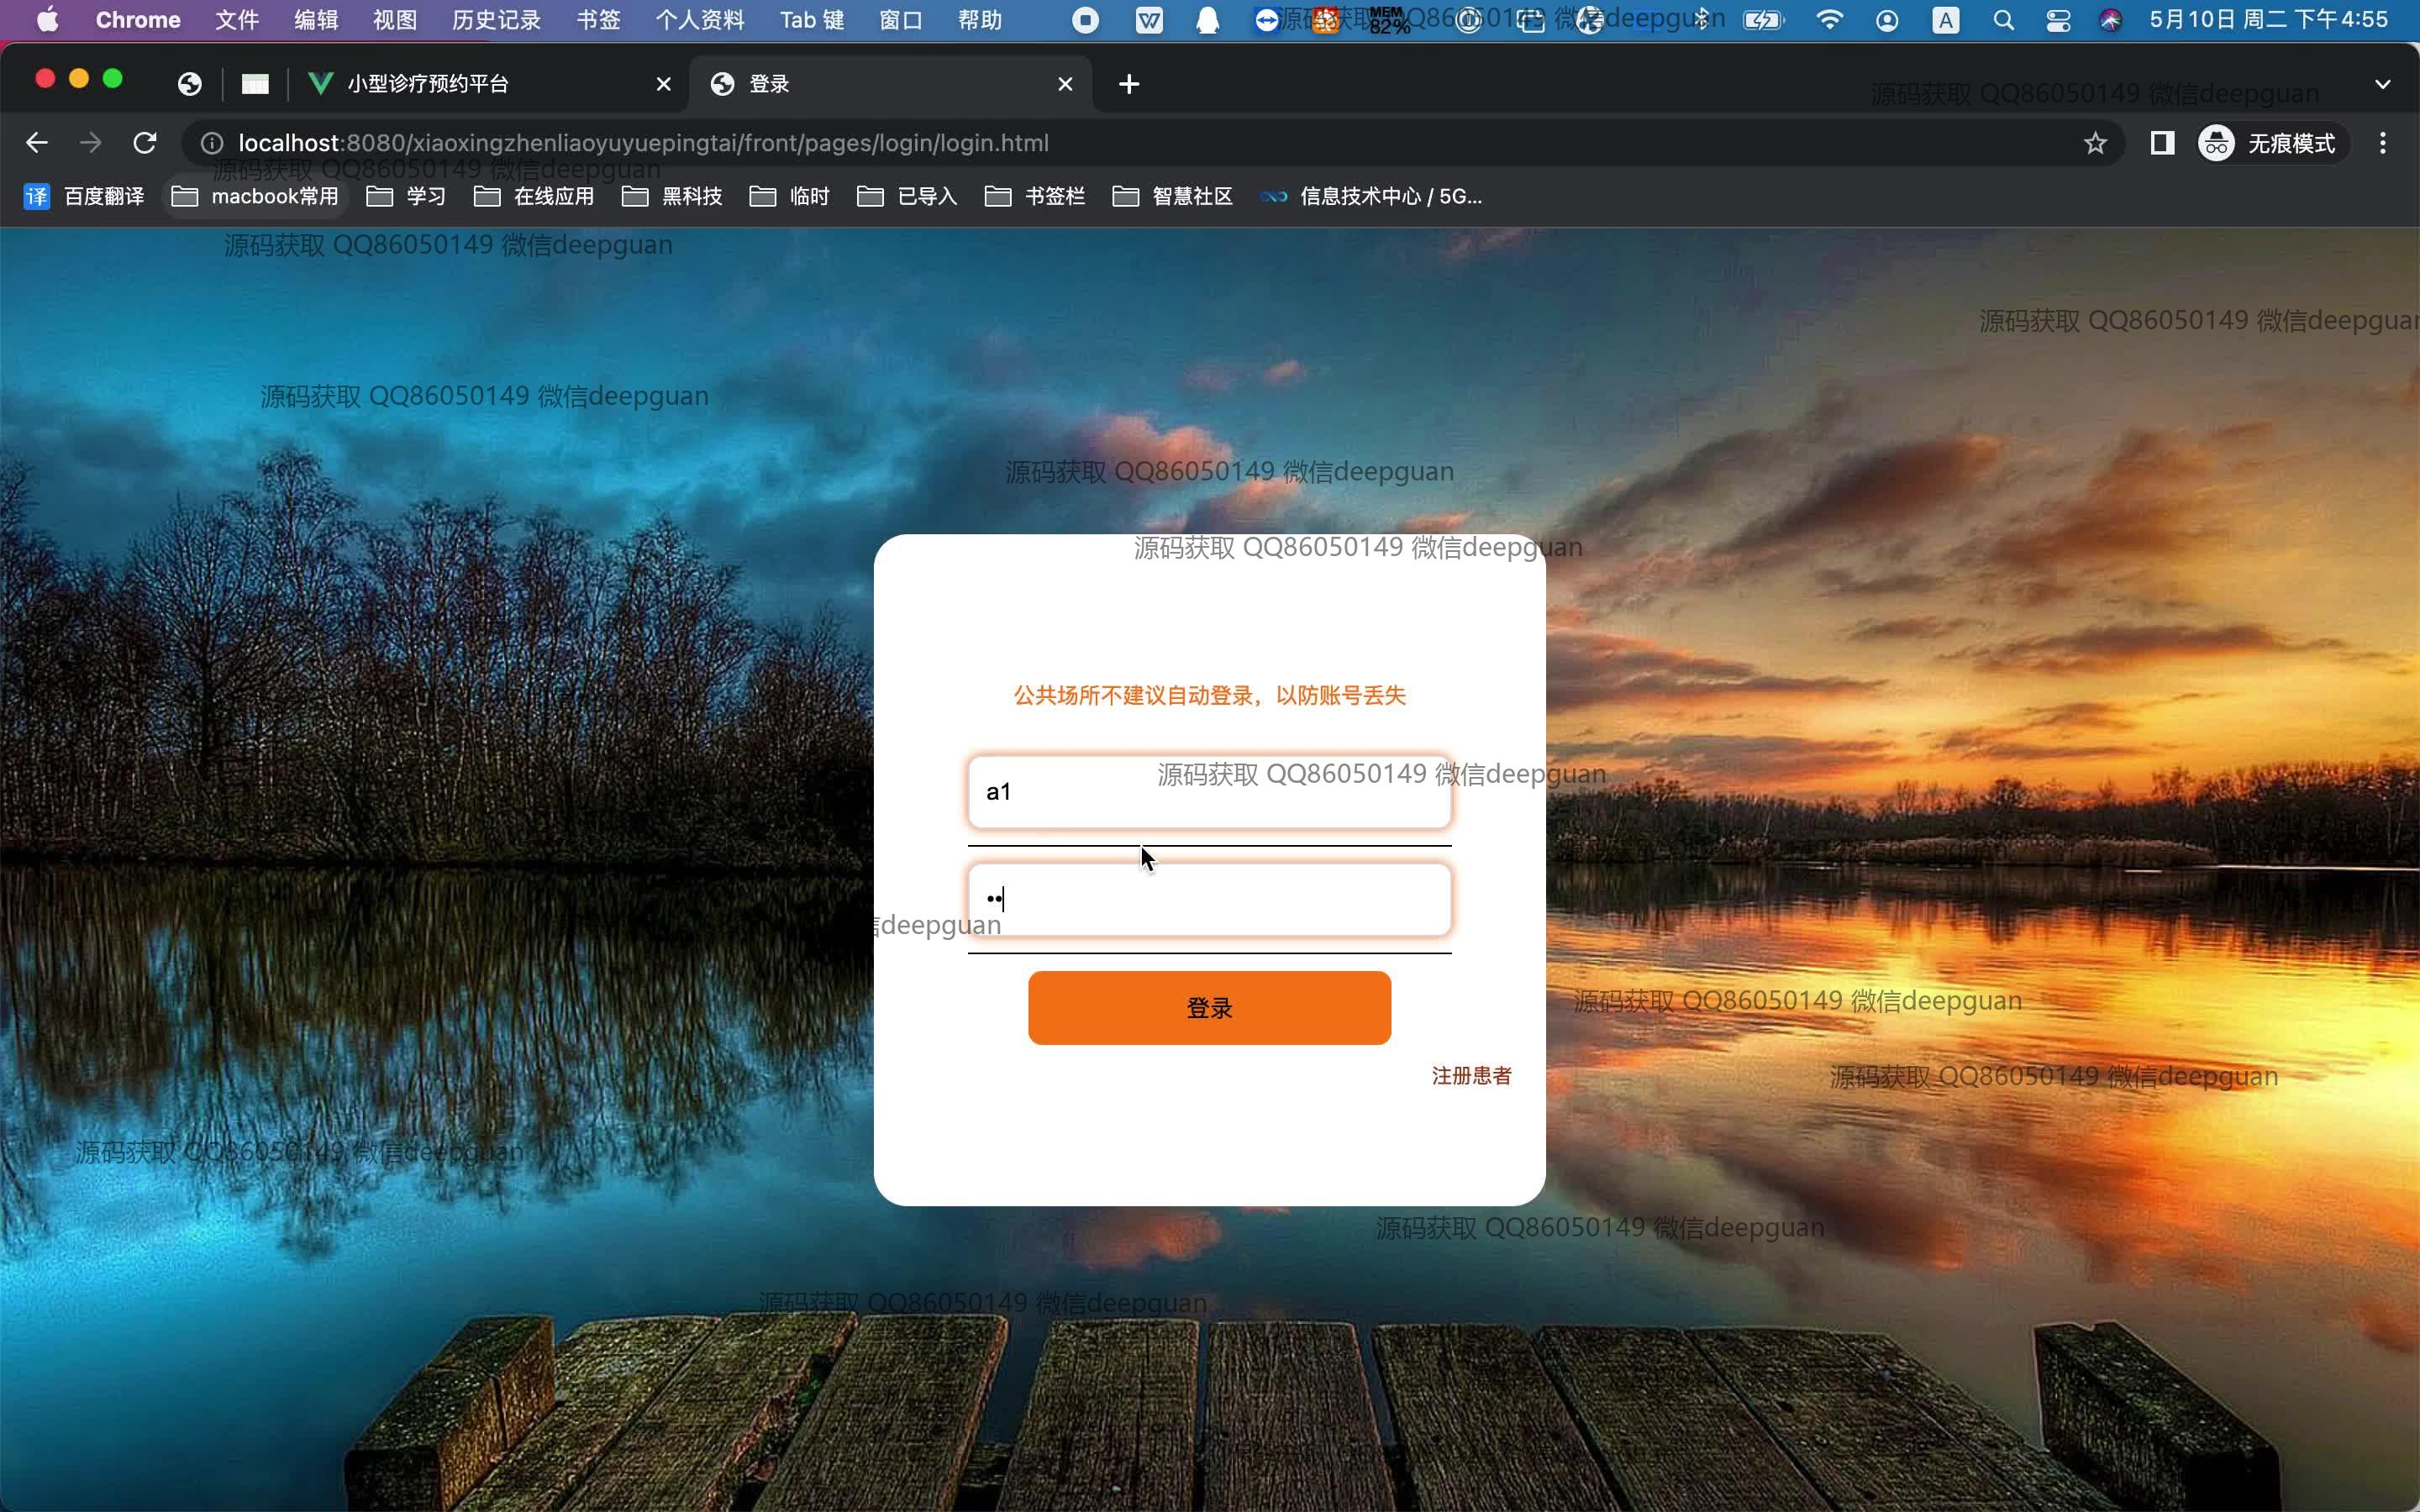 Chrome 文件 编辑 视图 历史记录 书签 个人资料 Tab 键 窗口 帮助 MEM 82% A 5月10日 周二 下午4:55
源码获取 QQ86050149 微信deepguan
小型诊疗预约平台
登录
源码获取 QQ86050149 微信deepguan
localhost:8080/xiaoxingzhenliaoyuyuepingtai/front/pages/login/login.html
无痕模式
源码获取 QQ86050149 微信deepguan
译 百度翻译 macbook常用 学习 在线应用 黑科技 临时 已导入 书签栏 智慧社区 信息技术中心 / 5G...
源码获取 QQ86050149 微信deepguan
源码获取 QQ86050149 微信deepguan
源码获取 QQ86050149 微信deepguan
源码获取 QQ86050149 微信deepguan
源码获取 QQ86050149 微信deepguan
公共场所不建议自动登录，以防账号丢失
源码获取 QQ86050149 微信deepguan
a1
信deepguan
登录
源码获取 QQ86050149 微信deepguan
注册患者
源码获取 QQ86050149 微信deepguan
源码获取 QQ86050149 微信deepguan
源码获取 QQ86050149 微信deepguan
源码获取 QQ86050149 微信deepguan